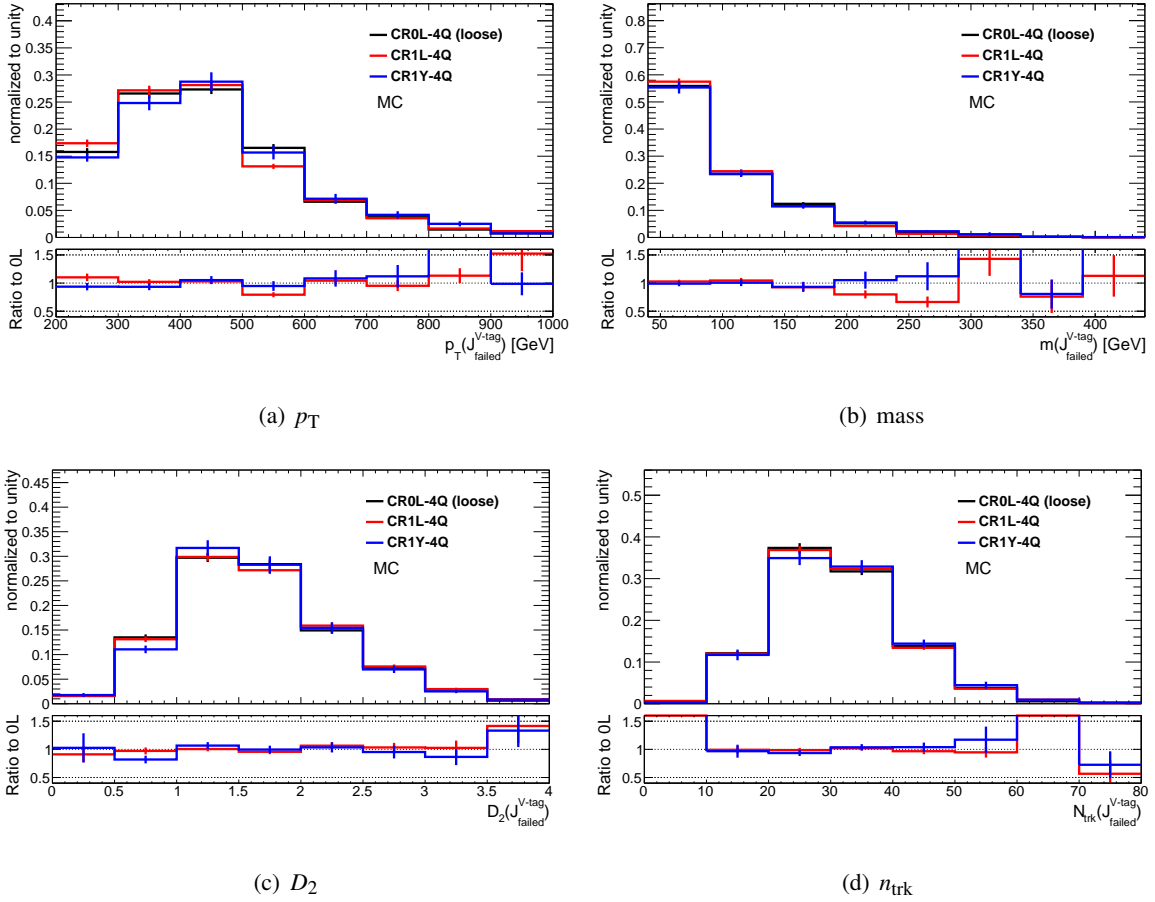 normalized to unity
0.4
0.35
0.3
0.25
0.2
0.15
0.1
0.05
0
CR0L-4Q (loose)
CR1L-4Q
CR1Y-4Q
MC
Ratio to 0L
1.5
1
0.5
200 300 400 500 600 700 800 900 1000
p_T(J^V-tag_failed) [GeV]
(a) p_T
normalized to unity
0.8
0.7
0.6
0.5
0.4
0.3
0.2
0.1
0
CR0L-4Q (loose)
CR1L-4Q
CR1Y-4Q
MC
Ratio to 0L
1.5
1
0.5
50 100 150 200 250 300 350 400
m(J^V-tag_failed) [GeV]
(b) mass
normalized to unity
0.45
0.4
0.35
0.3
0.25
0.2
0.15
0.1
0.05
0
CR0L-4Q (loose)
CR1L-4Q
CR1Y-4Q
MC
Ratio to 0L
1.5
1
0.5
0 0.5 1 1.5 2 2.5 3 3.5 4
D_2(J^V-tag_failed)
(c) D_2
normalized to unity
0.5
0.4
0.3
0.2
0.1
0
CR0L-4Q (loose)
CR1L-4Q
CR1Y-4Q
MC
Ratio to 0L
1.5
1
0.5
0 10 20 30 40 50 60 70 80
N_trk(J^V-tag_failed)
(d) n_trk